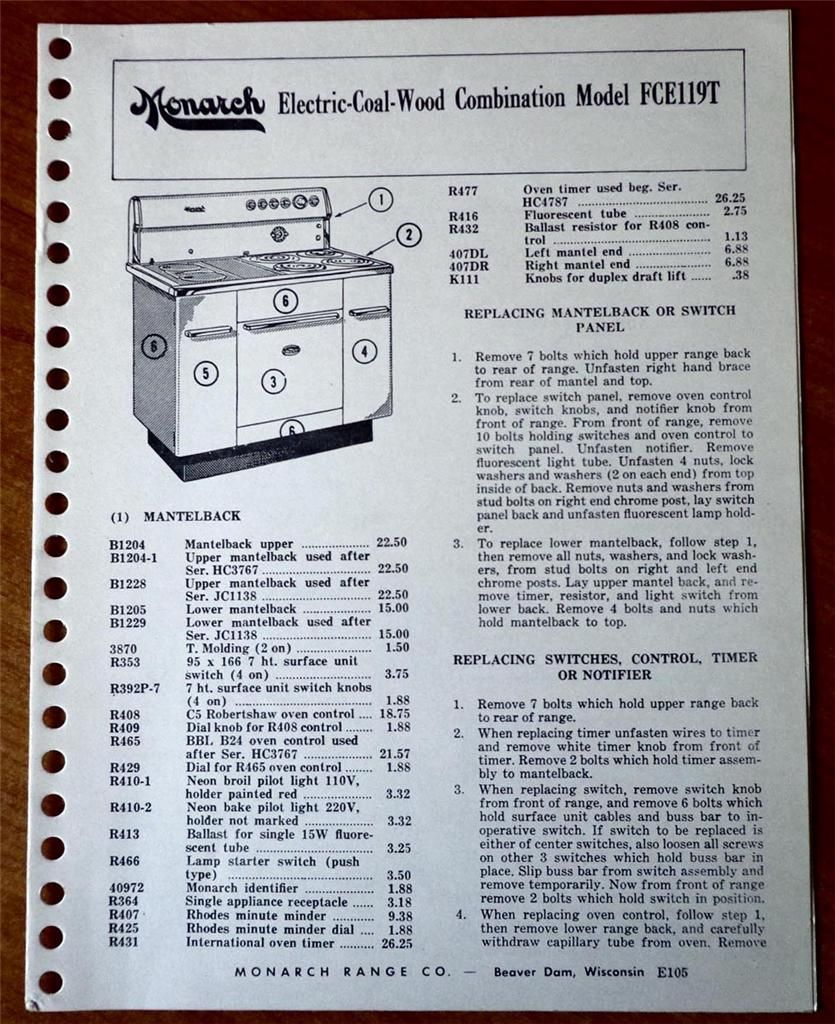 Monarch Electric-Coal-Wood Combination Model FCE119T
1
2
6
6
5
4
3
6
(1) MANTELBACK
B1204 Mantelback upper .................. 22.50
B1204-1 Upper mantelback used after
Ser. HC3767 ............................ 22.50
B1228 Upper mantelback used after
Ser. JC1138 ............................. 22.50
B1205 Lower mantelback .................. 15.00
B1229 Lower mantelback used after
Ser. JC1138 ............................. 15.00
3870 T. Molding (2 on) .................... 1.50
R353 95 x 166 7 ht. surface unit
switch (4 on) .......................... 3.75
R392P-7 7 ht. surface unit switch knobs
(4 on) ..................................... 1.88
R408 C5 Robertshaw oven control .... 18.75
R409 Dial knob for R408 control ........ 1.88
R465 BBL B24 oven control used
after Ser. HC3767 .................. 21.57
R429 Dial for R465 oven control ........ 1.88
R410-1 Neon broil pilot light 110V,
holder painted red .................. 3.32
R410-2 Neon bake pilot light 220V,
holder not marked .................. 3.32
R413 Ballast for single 15W fluore-
scent tube ............................... 3.25
R466 Lamp starter switch (push
type) ...................................... 3.50
40972 Monarch identifier .................. 1.88
R364 Single appliance receptacle ...... 3.18
R407 Rhodes minute minder ............ 9.38
R425 Rhodes minute minder dial .... 1.88
R431 International oven timer .......... 26.25
R477 Oven timer used beg. Ser.
HC4787 .................................. 26.25
R416 Fluorescent tube .................... 2.75
R432 Ballast resistor for R408 con-
trol .......................................... 1.13
407DL Left mantel end ...................... 6.88
407DR Right mantel end .................... 6.88
K111 Knobs for duplex draft lift ...... .38
REPLACING MANTELBACK OR SWITCH
PANEL
1. Remove 7 bolts which hold upper range back
to rear of range. Unfasten right hand brace
from rear of mantel and top.
2. To replace switch panel, remove oven control
knob, switch knobs, and notifier knob from
front of range. From front of range, remove
10 bolts holding switches and oven control to
switch panel. Unfasten notifier. Remove
fluorescent light tube. Unfasten 4 nuts, lock
washers and washers (2 on each end) from top
inside of back. Remove nuts and washers from
stud bolts on right end chrome post, lay switch
panel back and unfasten fluorescent lamp hold-
er.
3. To replace lower mantelback, follow step 1,
then remove all nuts, washers, and lock wash-
ers, from stud bolts on right and left end
chrome posts. Lay upper mantel back, and re-
move timer, resistor, and light switch from
lower back. Remove 4 bolts and nuts which
hold mantelback to top.
REPLACING SWITCHES, CONTROL, TIMER
OR NOTIFIER
1. Remove 7 bolts which hold upper range back
to rear of range.
2. When replacing timer unfasten wires to timer
and remove white timer knob from front of
timer. Remove 2 bolts which hold timer assem-
bly to mantelback.
3. When replacing switch, remove switch knob
from front of range, and remove 6 bolts which
hold surface unit cables and buss bar to in-
operative switch. If switch to be replaced is
either of center switches, also loosen all screws
on other 3 switches which hold buss bar in
place. Slip buss bar from switch assembly and
remove temporarily. Now from front of range
remove 2 bolts which hold switch in position.
4. When replacing oven control, follow step 1,
then remove lower range back, and carefully
withdraw capillary tube from oven. Remove
MONARCH RANGE CO. — Beaver Dam, Wisconsin E105